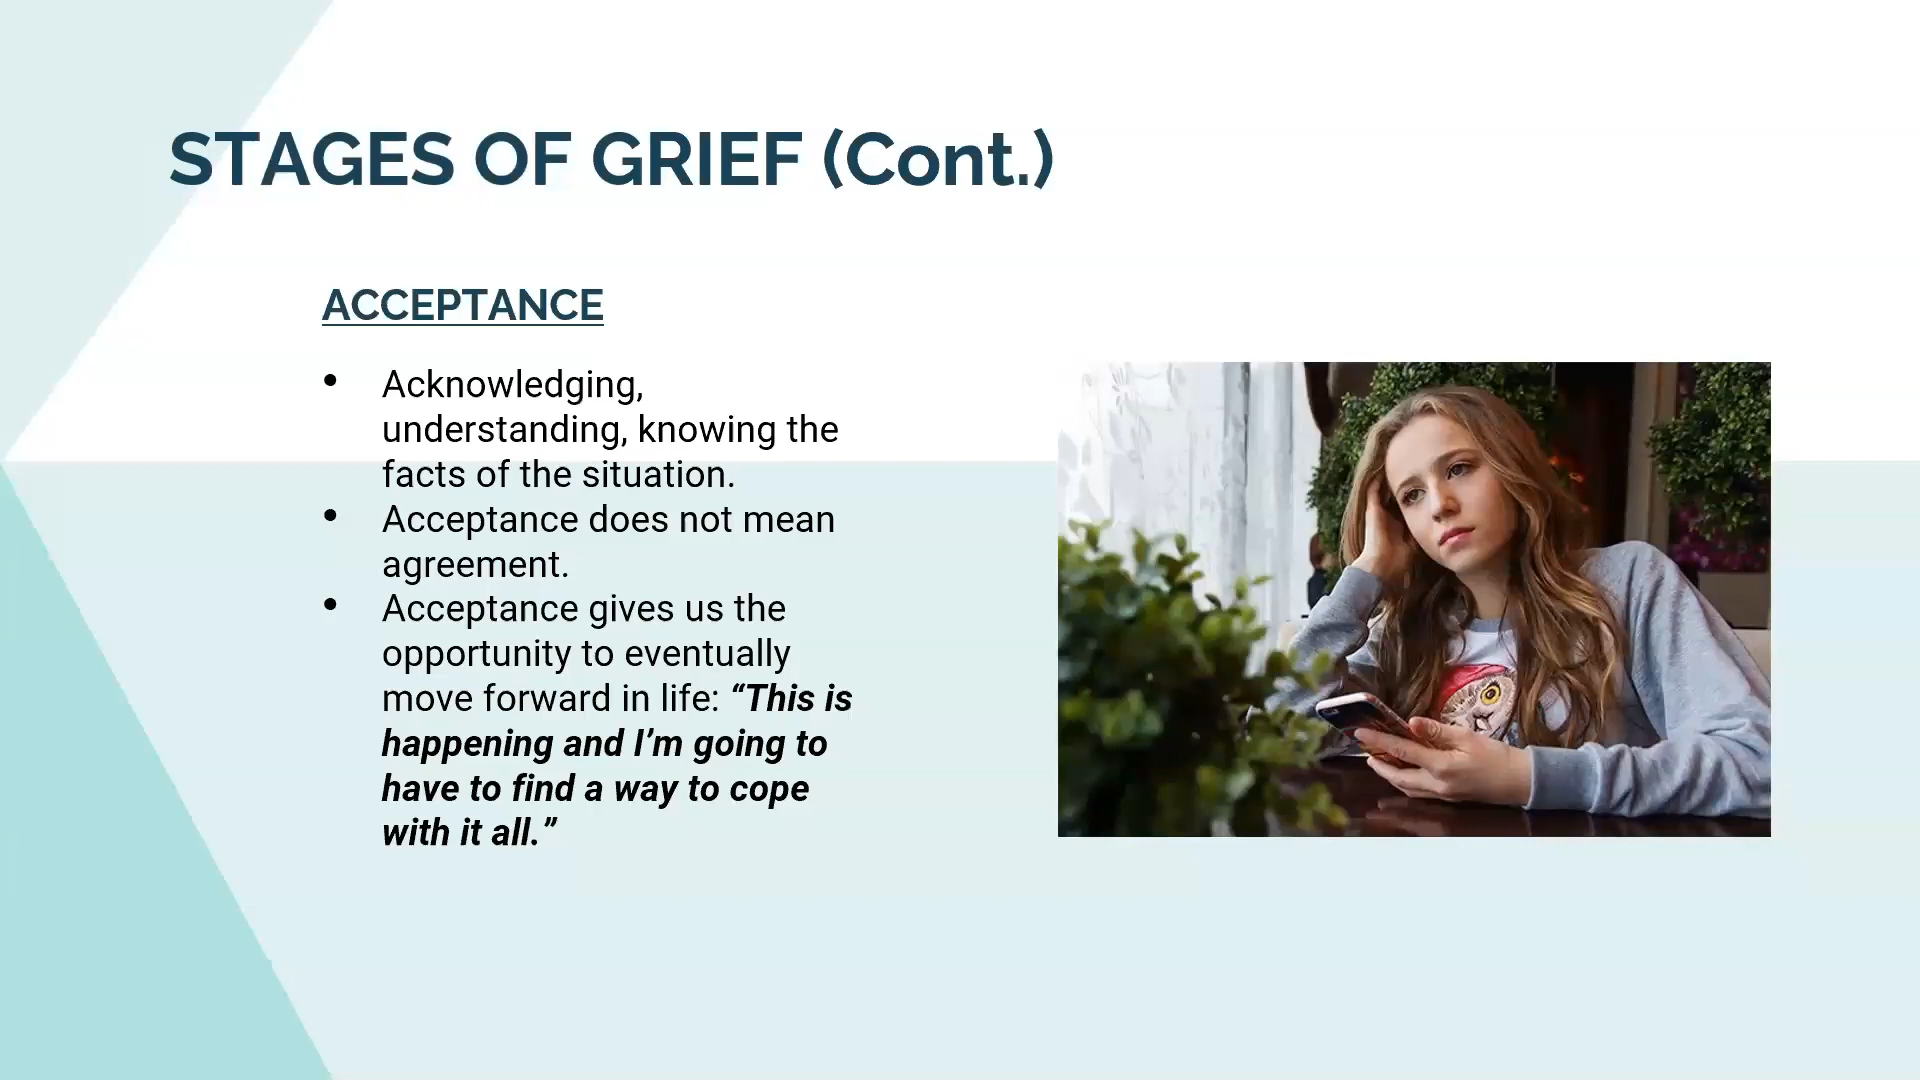 STAGES OF GRIEF (Cont.)
ACCEPTANCE
• Acknowledging,
understanding, knowing the
facts of the situation.
• Acceptance does not mean
agreement.
• Acceptance gives us the
opportunity to eventually
move forward in life: “This is
happening and I’m going to
have to find a way to cope
with it all.”